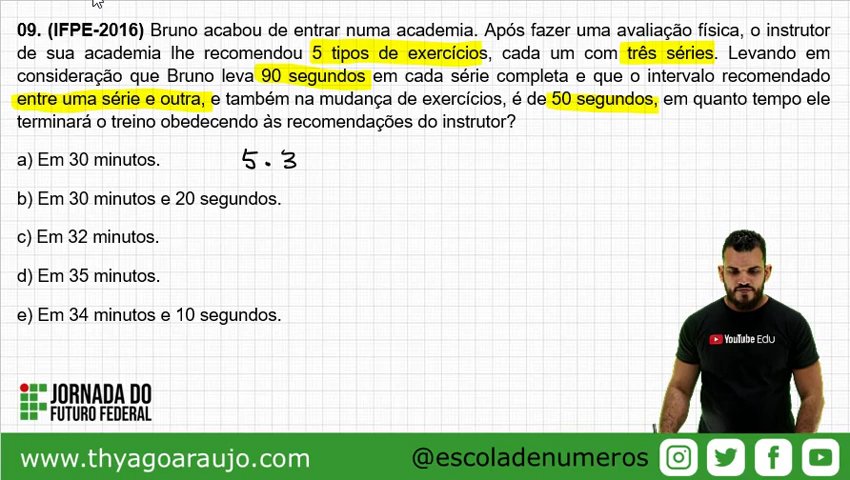 09. (IFPE-2016) Bruno acabou de entrar numa academia. Após fazer uma avaliação física, o instrutor
de sua academia lhe recomendou 5 tipos de exercícios, cada um com três séries. Levando em
consideração que Bruno leva 90 segundos em cada série completa e que o intervalo recomendado
entre uma série e outra, e também na mudança de exercícios, é de 50 segundos, em quanto tempo ele
terminará o treino obedecendo às recomendações do instrutor?
a) Em 30 minutos.
5.3
b) Em 30 minutos e 20 segundos.
c) Em 32 minutos.
d) Em 35 minutos.
e) Em 34 minutos e 10 segundos.
YouTube Edu
JORNADA DO
FUTURO FEDERAL
www.thyagoaraujo.com
@escoladenumeros